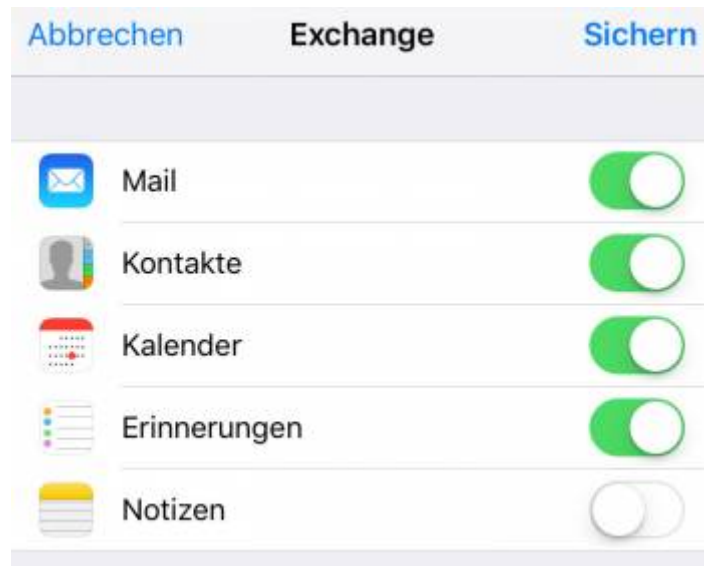 Abbrechen Exchange Sichern
Mail
Kontakte
Kalender
Erinnerungen
Notizen